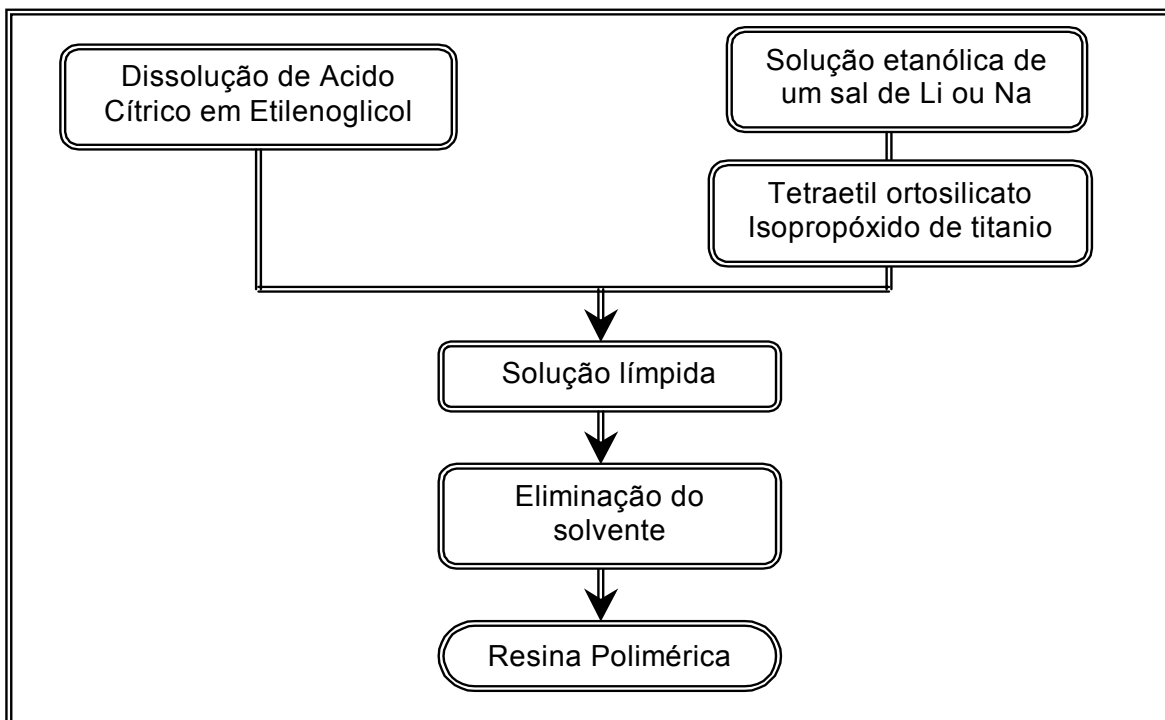 Dissolução de Acido
Cítrico em Etilenoglicol
Solução etanólica de
um sal de Li ou Na
Tetraetil ortosilicato
Isopropóxido de titanio
Solução límpida
Eliminação do
solvente
Resina Polimérica